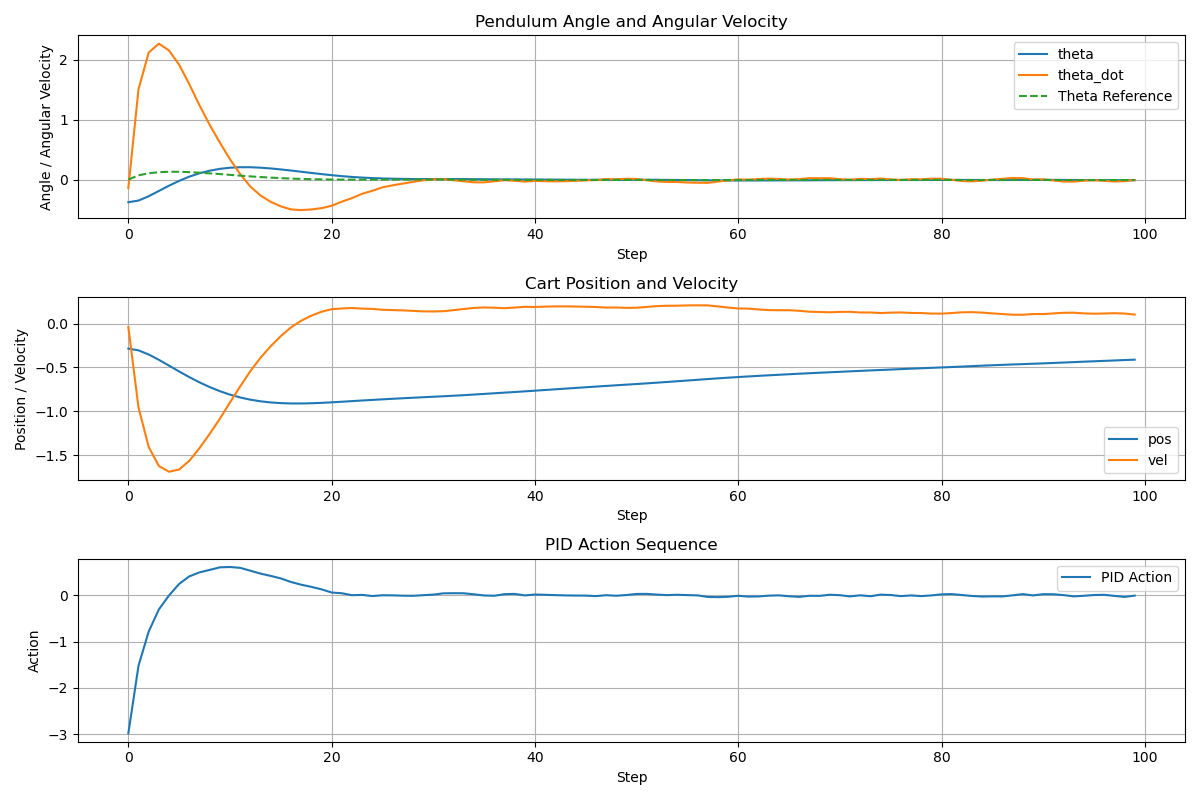 Pendulum Angle and Angular Velocity
Angle / Angular Velocity
2
1
0
theta
theta_dot
Theta Reference
0 20 40 60 80 100
Step
Cart Position and Velocity
Position / Velocity
0.0
−0.5
−1.0
−1.5
pos
vel
0 20 40 60 80 100
Step
PID Action Sequence
Action
0
−1
−2
−3
PID Action
0 20 40 60 80 100
Step